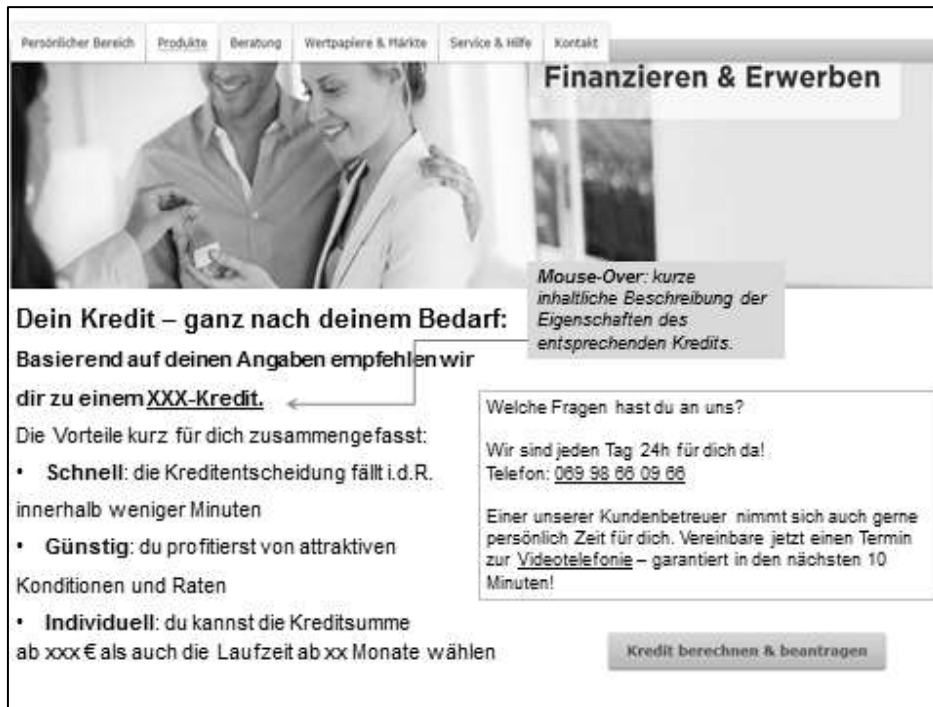 Persönlicher Bereich Produkte Beratung Wertpapiere & Märkte Service & Hilfe Kontakt
Finanzieren & Erwerben
Mouse-Over: kurze
inhaltliche Beschreibung der
Eigenschaften des
entsprechenden Kredits.
Dein Kredit – ganz nach deinem Bedarf:
Basierend auf deinen Angaben empfehlen wir
dir zu einem XXX-Kredit.
Die Vorteile kurz für dich zusammengefasst:
• Schnell: die Kreditentscheidung fällt i.d.R.
innerhalb weniger Minuten
• Günstig: du profitierst von attraktiven
Konditionen und Raten
• Individuell: du kannst die Kreditsumme
ab xxx € als auch die Laufzeit ab xx Monate wählen
Welche Fragen hast du an uns?
Wir sind jeden Tag 24h für dich da!
Telefon: 069 98 66 09 66
Einer unserer Kundenbetreuer nimmt sich auch gerne
persönlich Zeit für dich. Vereinbare jetzt einen Termin
zur Videotelefonie – garantiert in den nächsten 10
Minuten!
Kredit berechnen & beantragen